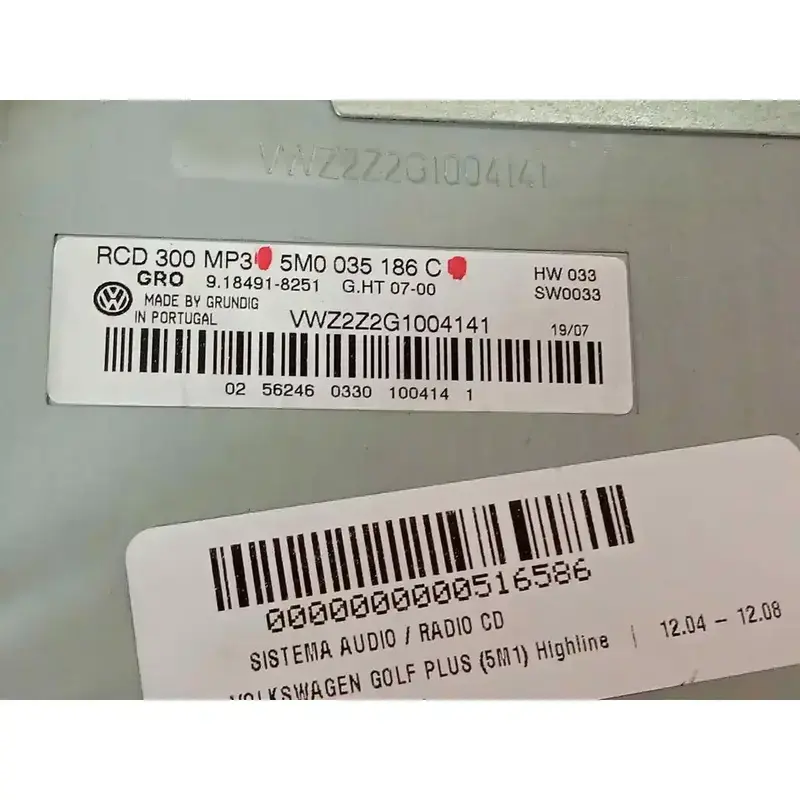 VWZ2Z2G1004141
RCD 300 MP3 5M0 035 186 C
HW 033
GRO 9.18491-8251 G.HT 07-00
SW0033
MADE BY GRUNDIG
IN PORTUGAL
VWZ2Z2G1004141
19/07
02 56246 0330 100414 1
0000000000516586
SISTEMA AUDIO / RADIO CD
VOLKSWAGEN GOLF PLUS (5M1) Highline | 12.04 - 12.08